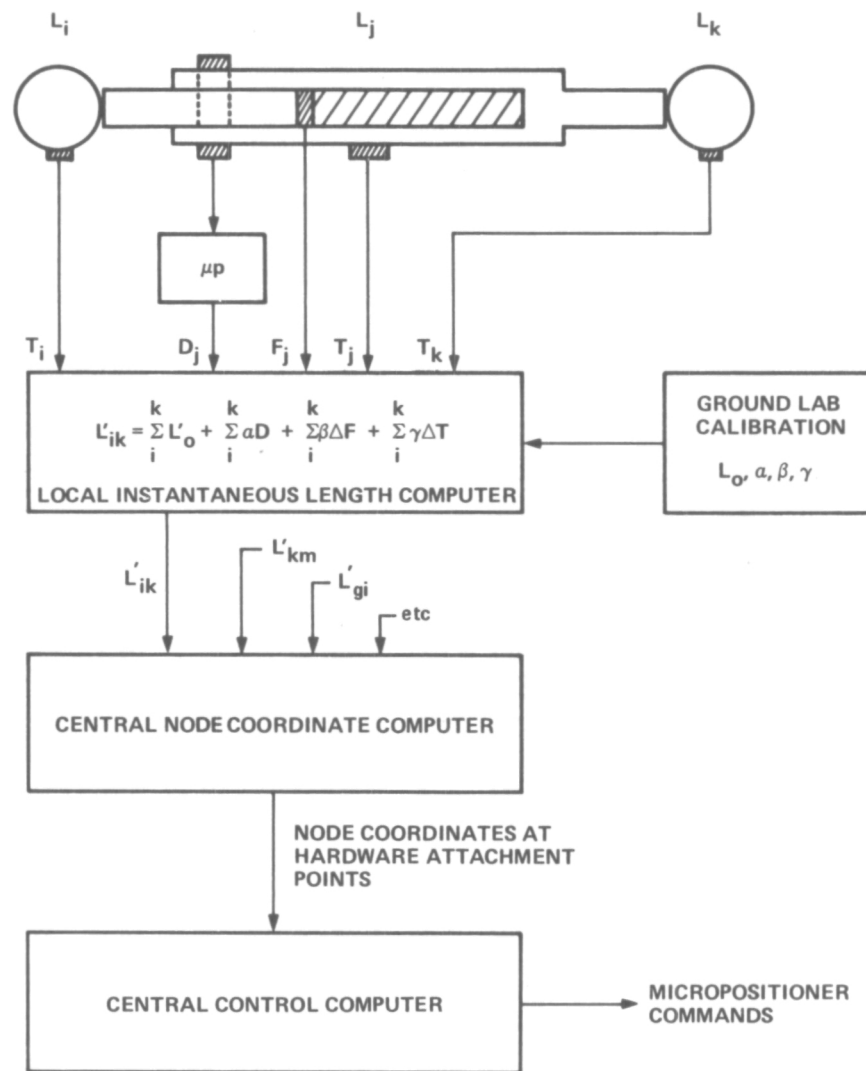 Li Lj Lk
μp
Ti Dj Fj Tj Tk
k k k k
L'ik = Σ L'o + Σ αD + Σ βΔF + Σ γΔT
i i i i
LOCAL INSTANTANEOUS LENGTH COMPUTER
GROUND LAB
CALIBRATION
Lo, α, β, γ
L'ik
L'km
L'gi
etc
CENTRAL NODE COORDINATE COMPUTER
NODE COORDINATES AT
HARDWARE ATTACHMENT
POINTS
CENTRAL CONTROL COMPUTER
MICROPOSITIONER
COMMANDS